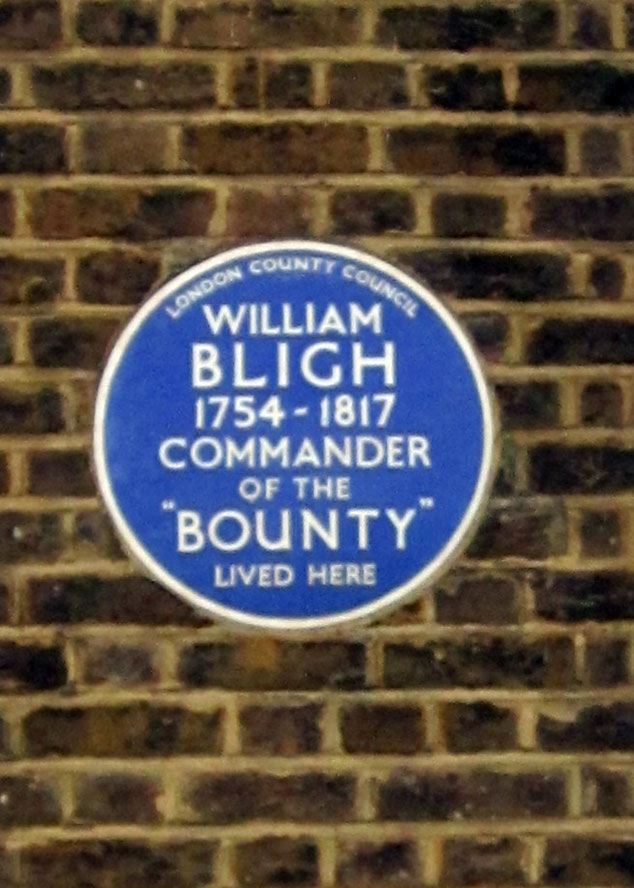 LONDON COUNTY COUNCIL
WILLIAM
BLIGH
1754-1817
COMMANDER
OF THE
"BOUNTY"
LIVED HERE